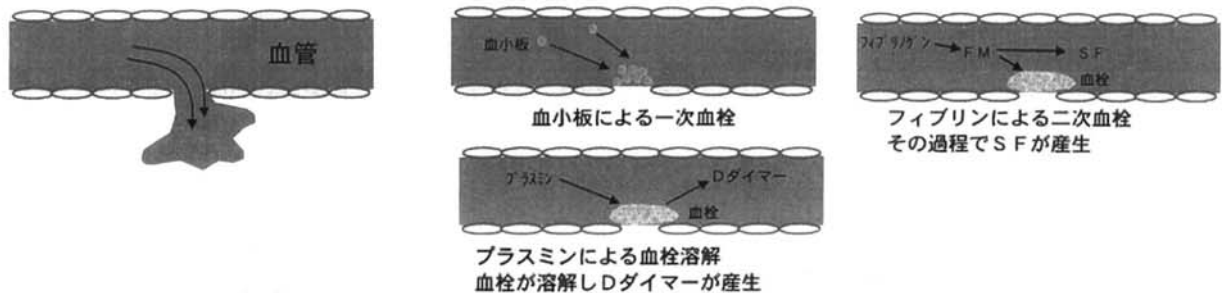 血管
血小板
血小板による一次血栓
フィブリノゲン
FM
SF
血栓
フィブリンによる二次血栓
その過程でSFが産生
プラスミン
Dダイマー
血栓
プラスミンによる血栓溶解
血栓が溶解しDダイマーが産生